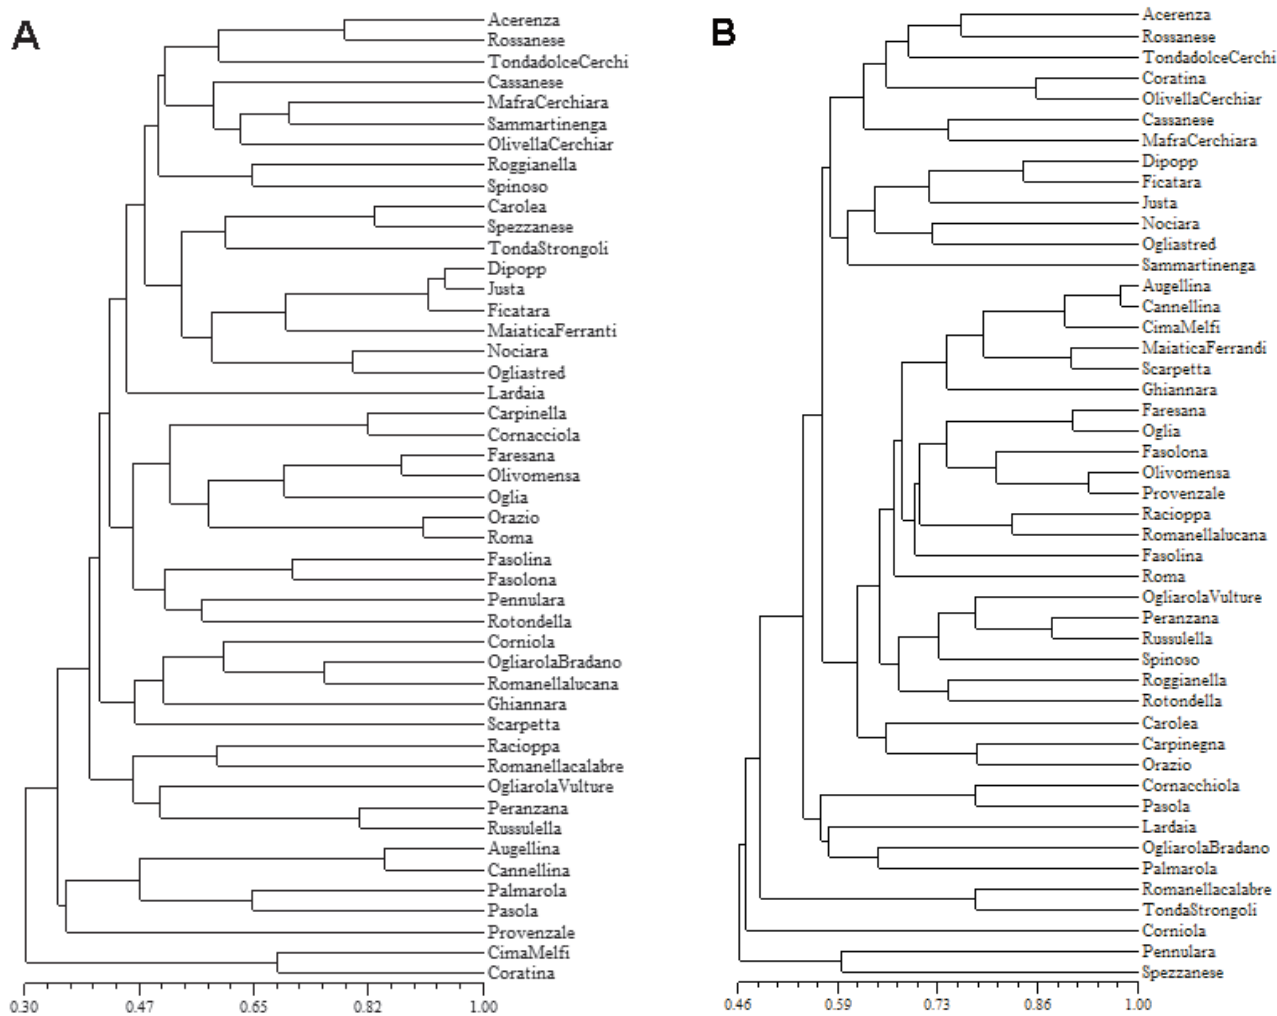 A
Acerenza
Rossanese
TondadolceCerchi
Cassanese
MafraCerchiara
Sammartinenga
OlivellaCerchiar
Roggianella
Spinoso
Carolea
Spezzanese
TondaStrongoli
Dipopp
Justa
Ficatara
MaiaticaFerranti
Nociara
Ogliastred
Lardaia
Carpinella
Cornacciola
Faresana
Olivomensa
Oglia
Orazio
Roma
Fasolina
Fasolona
Pennulara
Rotondella
Corniola
OgliarolaBradano
Romanellalucana
Ghiannara
Scarpetta
Racioppa
Romanellacalabre
OgliarolaVulture
Peranzana
Russulella
Augellina
Cannellina
Palmarola
Pasola
Provenzale
CimaMelfi
Coratina
0.30 0.47 0.65 0.82 1.00
B
Acerenza
Rossanese
TondadolceCerchi
Coratina
OlivellaCerchiar
Cassanese
MafraCerchiara
Dipopp
Ficatara
Justa
Nociara
Ogliastred
Sammartinenga
Augellina
Cannellina
CimaMelfi
MaiaticaFerrandi
Scarpetta
Ghiannara
Faresana
Oglia
Fasolona
Olivomensa
Provenzale
Racioppa
Romanellalucana
Fasolina
Roma
OgliarolaVulture
Peranzana
Russulella
Spinoso
Roggianella
Rotondella
Carolea
Carpinegna
Orazio
Cornacchiola
Pasola
Lardaia
OgliarolaBradano
Palmarola
Romanellacalabre
TondaStrongoli
Corniola
Pennulara
Spezzanese
0.46 0.59 0.73 0.86 1.00